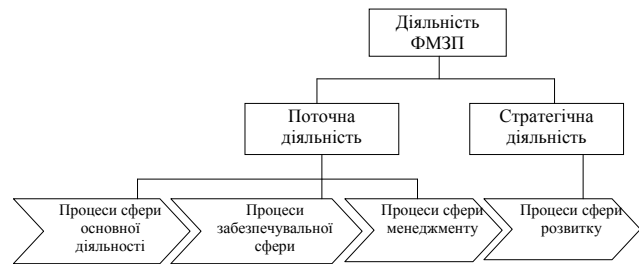 Діяльність
ФМЗП
Поточна
діяльність
Стратегічна
діяльність
Процеси сфери
основної
діяльності
Процеси
забезпечувальної
сфери
Процеси сфери
менеджменту
Процеси сфери
розвитку